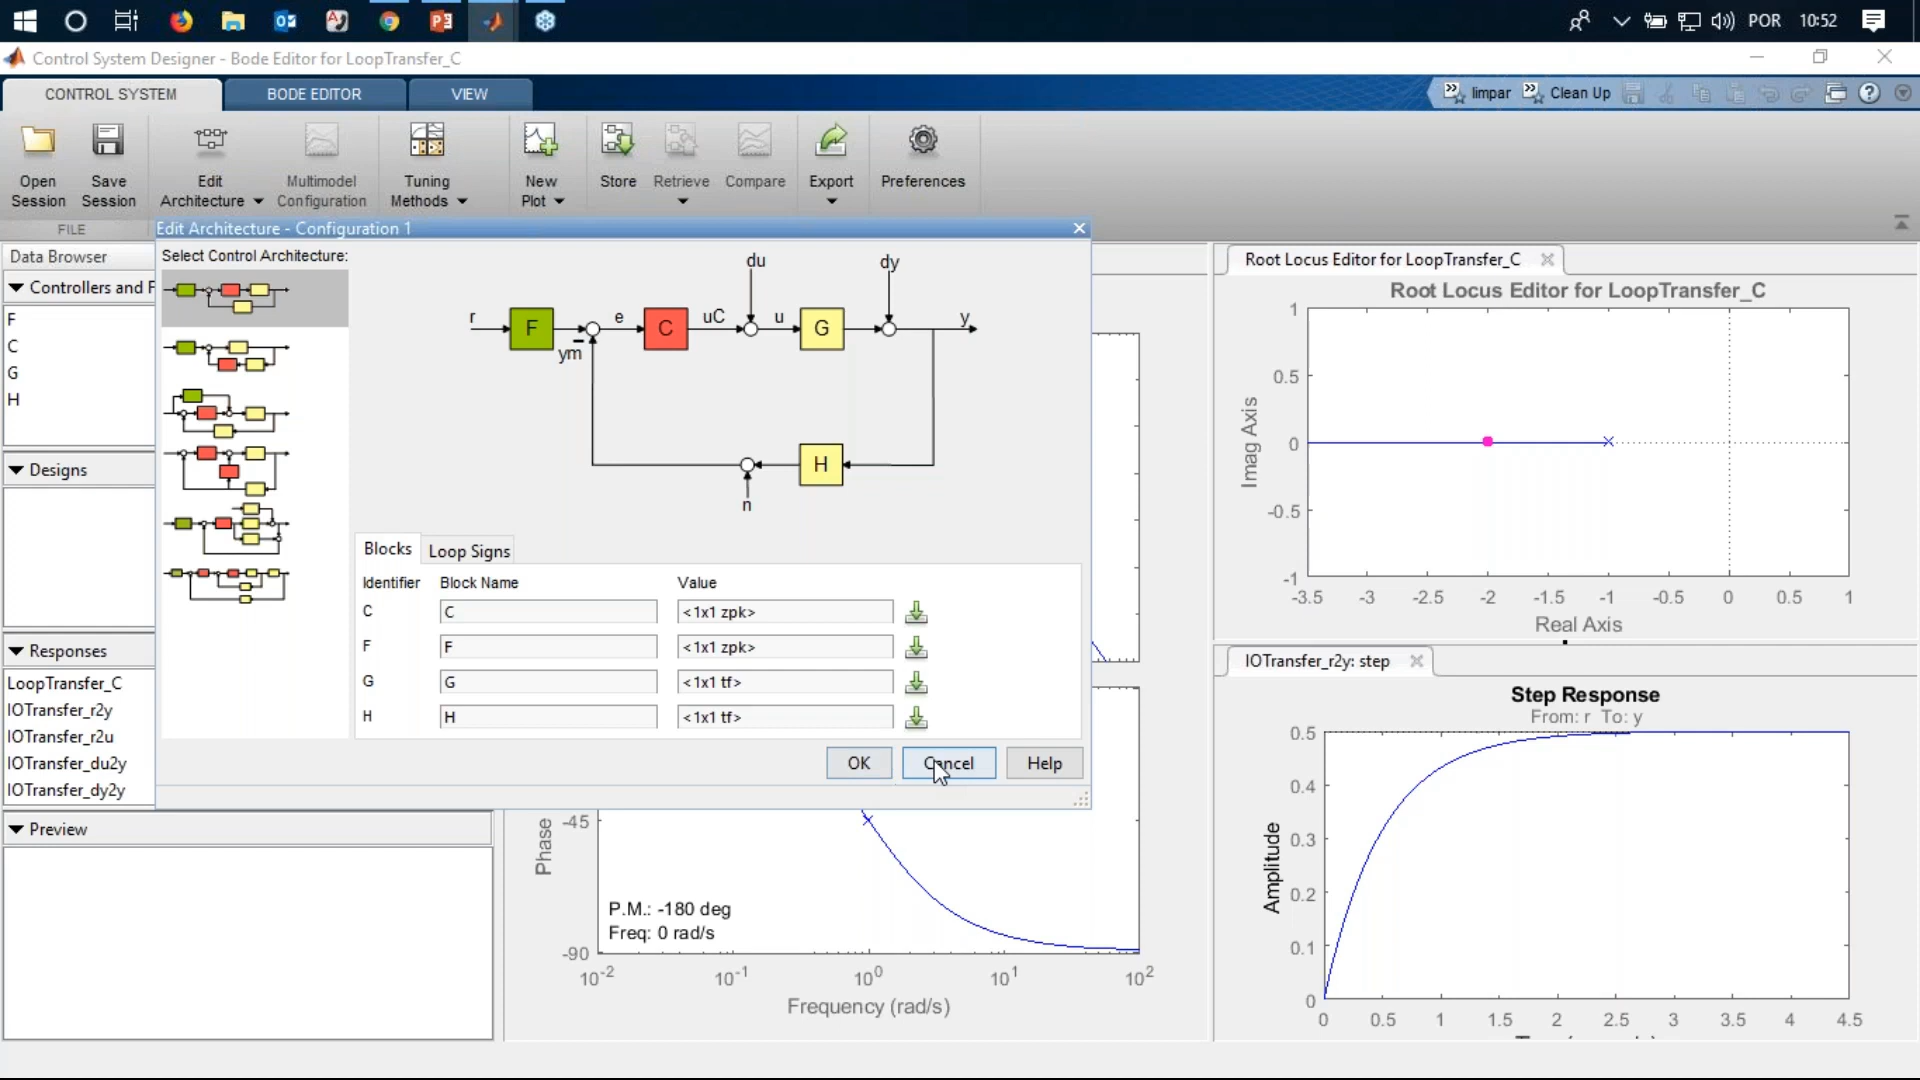 POR 10:52
Control System Designer - Bode Editor for LoopTransfer_C
CONTROL SYSTEM BODE EDITOR VIEW
limpar Clean Up
Open Session
Save Session
Edit Architecture
Multimodel Configuration
Tuning Methods
New Plot
Store
Retrieve
Compare
Export
Preferences
FILE
Edit Architecture - Configuration 1
Data Browser
Controllers and F
F
C
G
H
Designs
Responses
LoopTransfer_C
IOTransfer_r2y
IOTransfer_r2u
IOTransfer_du2y
IOTransfer_dy2y
Preview
Select Control Architecture:
du dy
r F e C uC u G y
ym
H
n
Blocks Loop Signs
Identifier Block Name Value
C C <1x1 zpk>
F F <1x1 zpk>
G G <1x1 tf>
H H <1x1 tf>
OK Cancel Help
Phase
-45
-90
P.M.: -180 deg
Freq: 0 rad/s
10-2 10-1 100 101 102
Frequency (rad/s)
Root Locus Editor for LoopTransfer_C
Root Locus Editor for LoopTransfer_C
Imag Axis
1
0.5
0
-0.5
-1
-3.5 -3 -2.5 -2 -1.5 -1 -0.5 0 0.5 1
Real Axis
IOTransfer_r2y: step
Step Response
From: r To: y
Amplitude
0.5
0.4
0.3
0.2
0.1
0
0 0.5 1 1.5 2 2.5 3 3.5 4 4.5